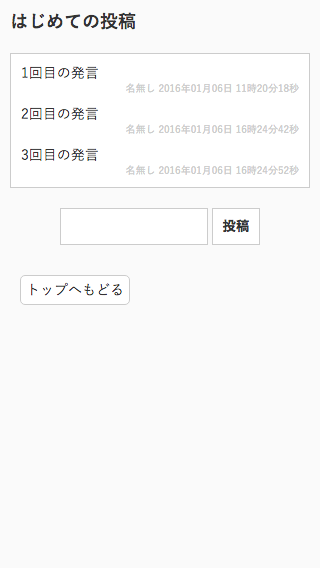 はじめての投稿
1回目の発言
名無し 2016年01月06日 11時20分18秒
2回目の発言
名無し 2016年01月06日 16時24分42秒
3回目の発言
名無し 2016年01月06日 16時24分52秒
投稿
トップへもどる